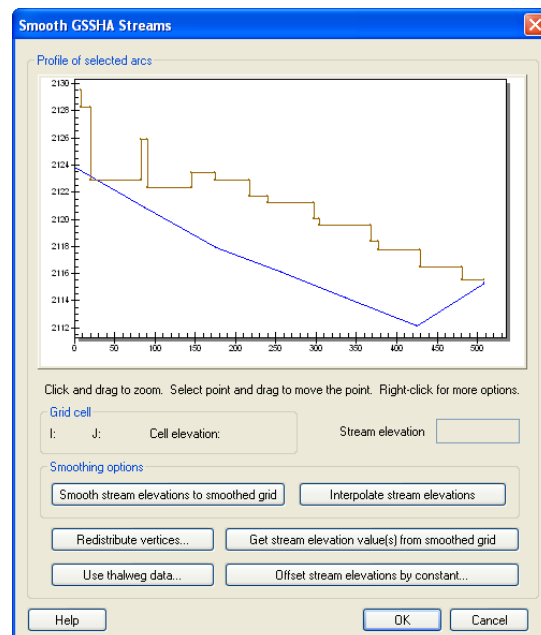 Smooth GSSHA Streams
Profile of selected arcs
2130
2128
2126
2124
2122
2120
2118
2116
2114
2112
0 50 100 150 200 250 300 350 400 450 500
Click and drag to zoom. Select point and drag to move the point. Right-click for more options.
Grid cell
I: J: Cell elevation:
Stream elevation
Smoothing options
Smooth stream elevations to smoothed grid
Interpolate stream elevations
Redistribute vertices...
Get stream elevation value(s) from smoothed grid
Use thalweg data...
Offset stream elevations by constant...
Help
OK
Cancel